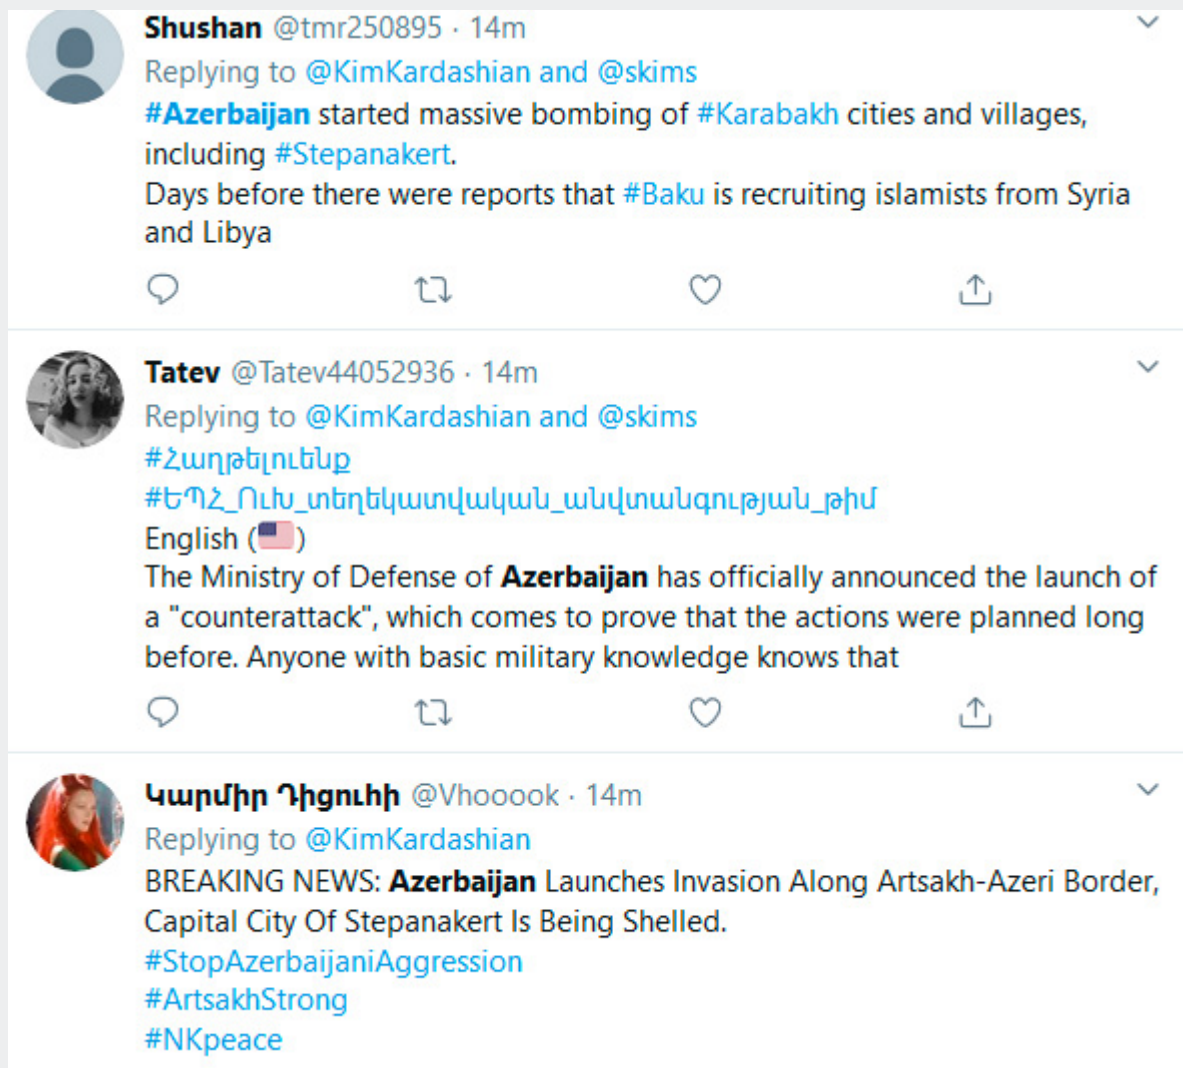 Shushan @tmr250895 · 14m
Replying to @KimKardashian and @skims
#Azerbaijan started massive bombing of #Karabakh cities and villages,
including #Stepanakert.
Days before there were reports that #Baku is recruiting islamists from Syria
and Libya
Tatev @Tatev44052936 · 14m
Replying to @KimKardashian and @skims
#Հաղթելուենք
#ԵՊՀ_ՈւԽ_տեղեկատվական_անվտանգության_թիմ
English (🇺🇸)
The Ministry of Defense of Azerbaijan has officially announced the launch of
a "counterattack", which comes to prove that the actions were planned long
before. Anyone with basic military knowledge knows that
Կարմիր Դիցուհի @Vhooook · 14m
Replying to @KimKardashian
BREAKING NEWS: Azerbaijan Launches Invasion Along Artsakh-Azeri Border,
Capital City Of Stepanakert Is Being Shelled.
#StopAzerbaijaniAggression
#ArtsakhStrong
#NKpeace